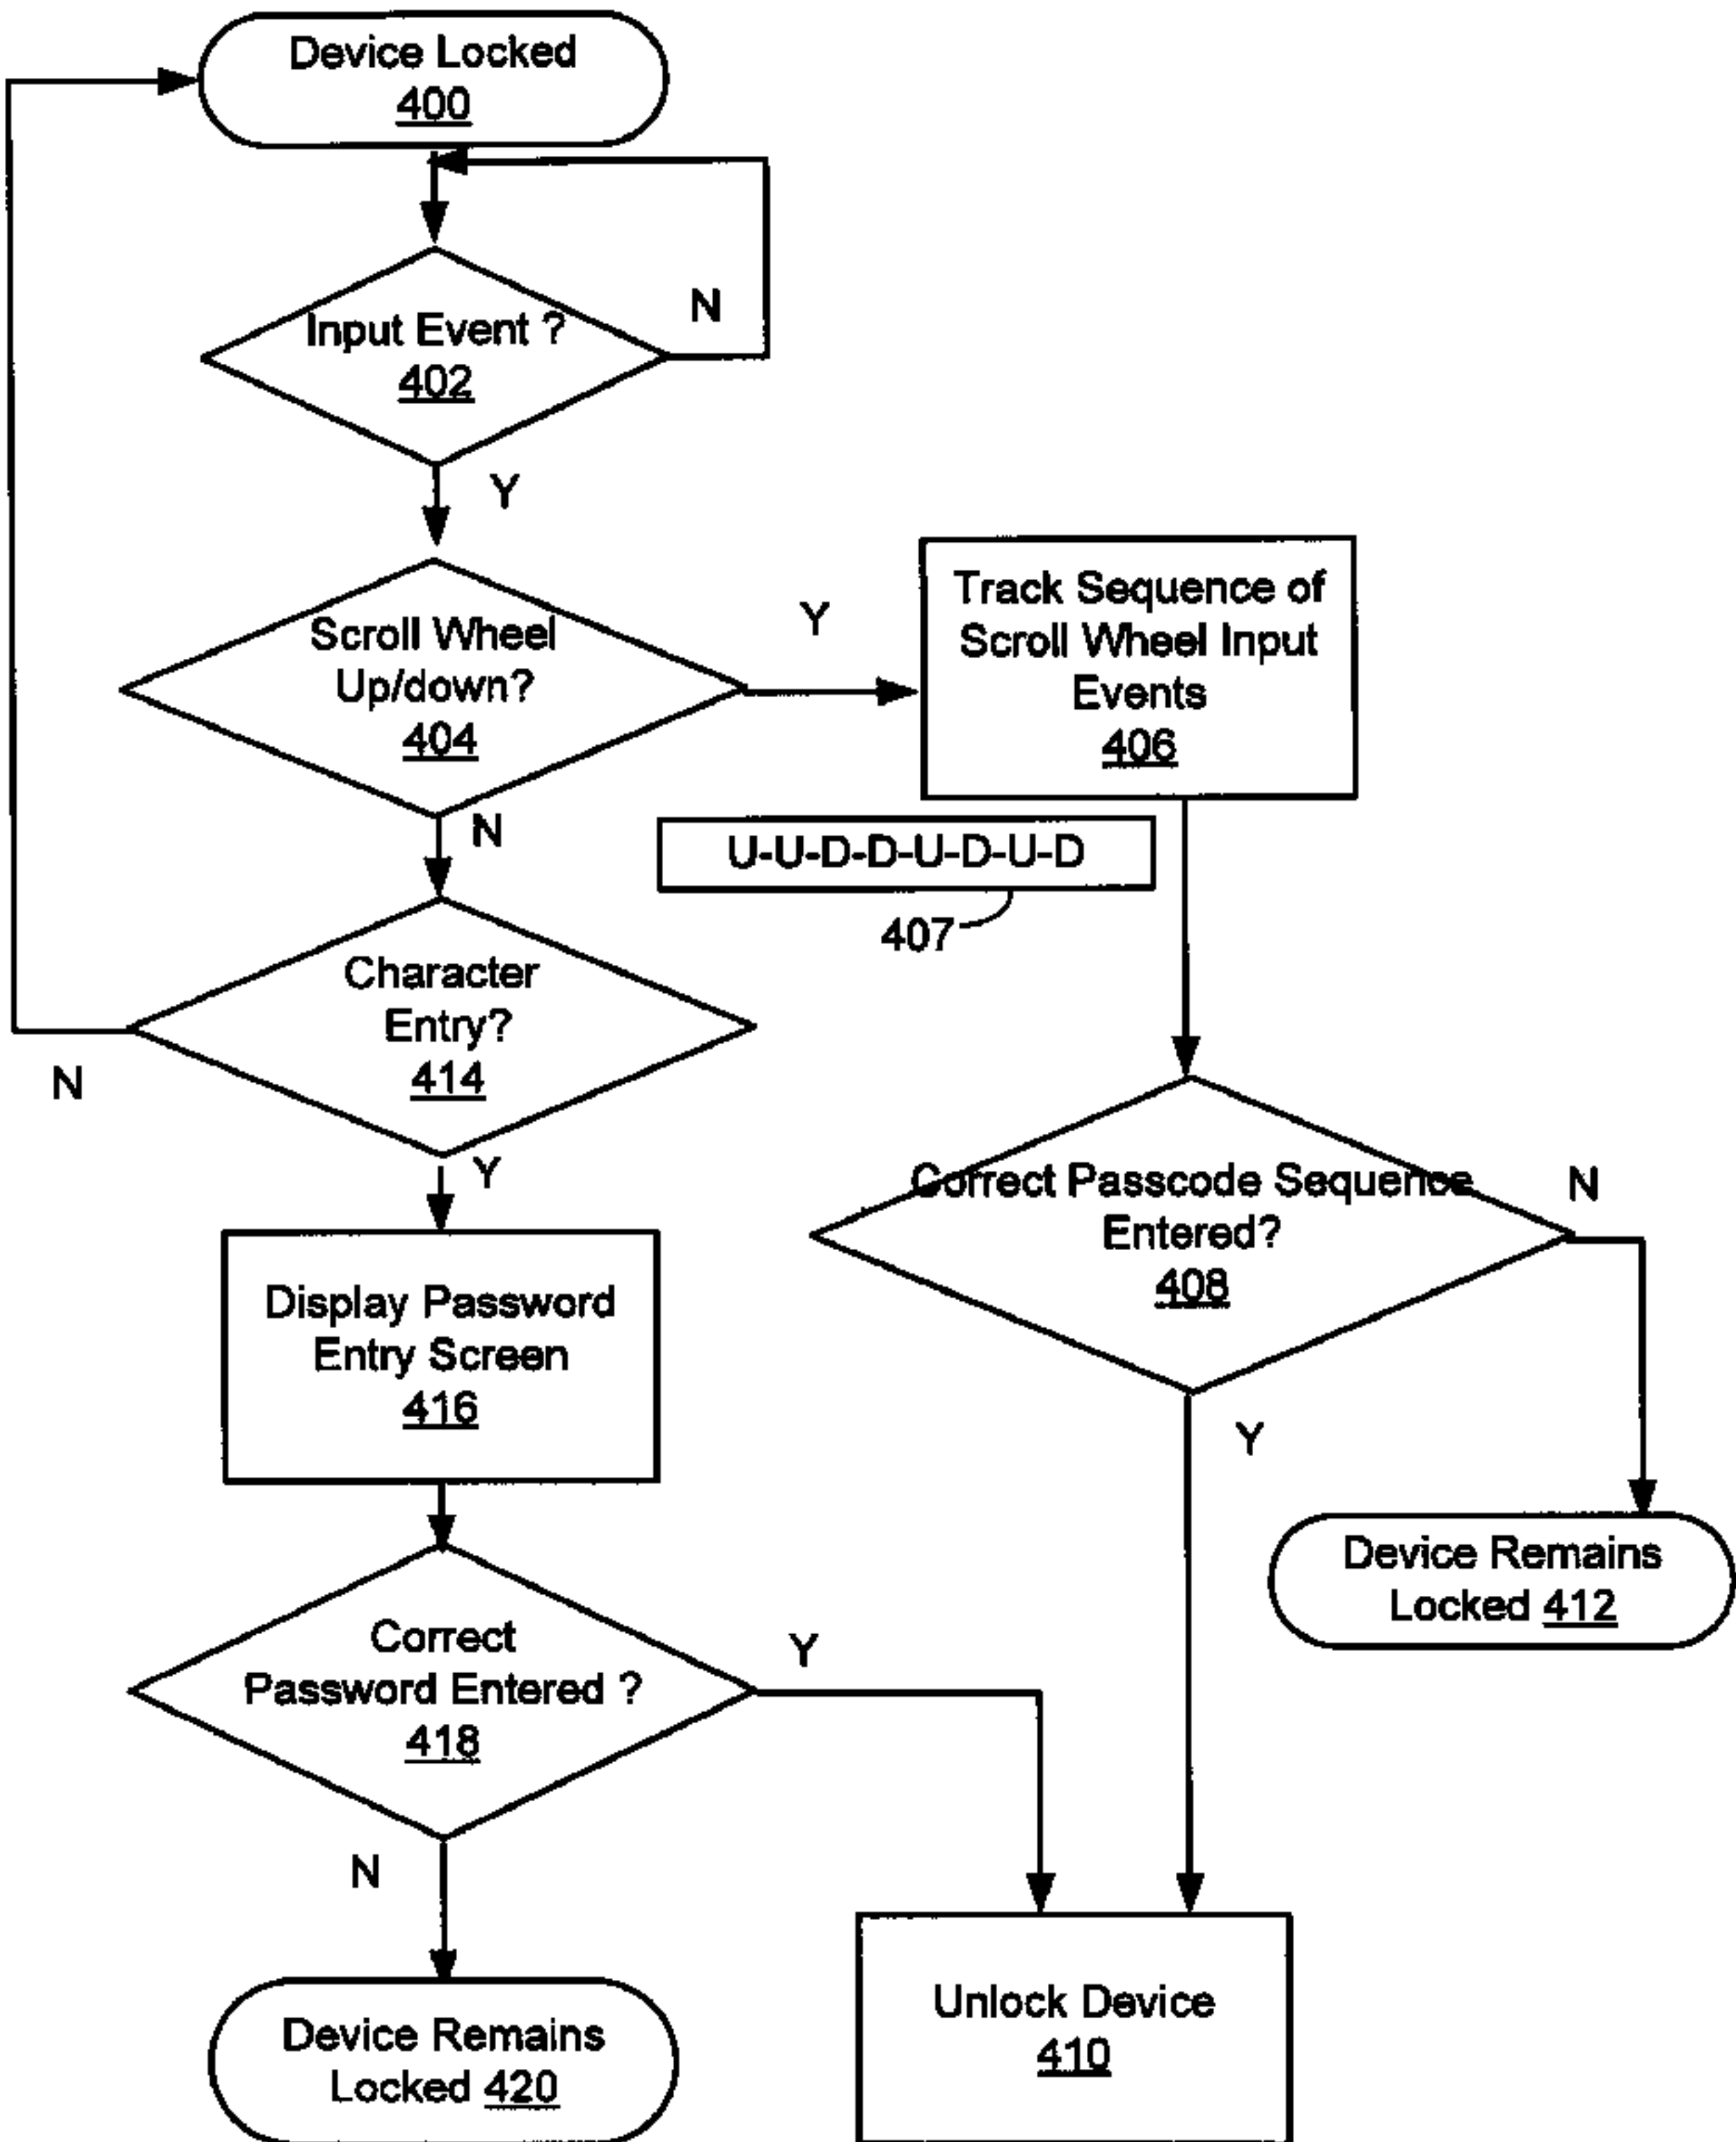 Device Locked
400
Input Event ?
402
N
Y
Scroll Wheel
Up/down?
404
Y
N
Track Sequence of
Scroll Wheel Input
Events
406
U-U-D-D-U-D-U-D
407
Character
Entry?
414
N
Y
Correct Passcode Sequence
Entered?
408
N
Y
Display Password
Entry Screen
416
Device Remains
Locked 412
Correct
Password Entered ?
418
Y
N
Unlock Device
410
Device Remains
Locked 420